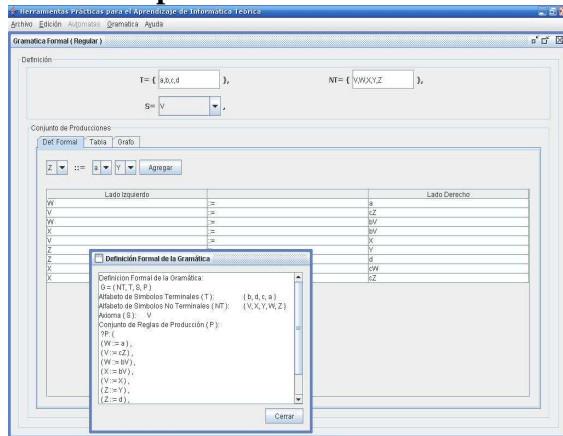 Herramientas Prácticas para el Aprendizaje de Informática Teórica
Archivo Edición Autómatas Gramatica Ayuda
Gramatica Formal ( Regular )
Definición
T= { a,b,c,d },
NT= { V,W,X,Y,Z },
S= V ,
Conjunto de Producciones
Def. Formal Tabla Grafo
Z ::= a Y Agregar
Lado Izquierdo Lado Derecho
W ::= a
V ::= cZ
W ::= bV
X ::= bV
V ::= X
Z Y
Z d
X cW
X cZ
Definición Formal de la Gramática
Definicion Formal de la Gramática:
G = ( NT, T, S, P )
Alfabeto de Simbolos Terminales ( T ): { b, d, c, a }
Alfabeto de Simbolos No Terminales ( NT ): { V, X, Y, W, Z }
Axioma ( S ): V
Conjunto de Reglas de Producción ( P ):
?P: {
( W ::= a ) ,
( V ::= cZ ) ,
( W ::= bV ) ,
( X ::= bV ) ,
( V ::= X ) ,
( Z ::= Y ) ,
( Z ::= d ) ,
Cerrar